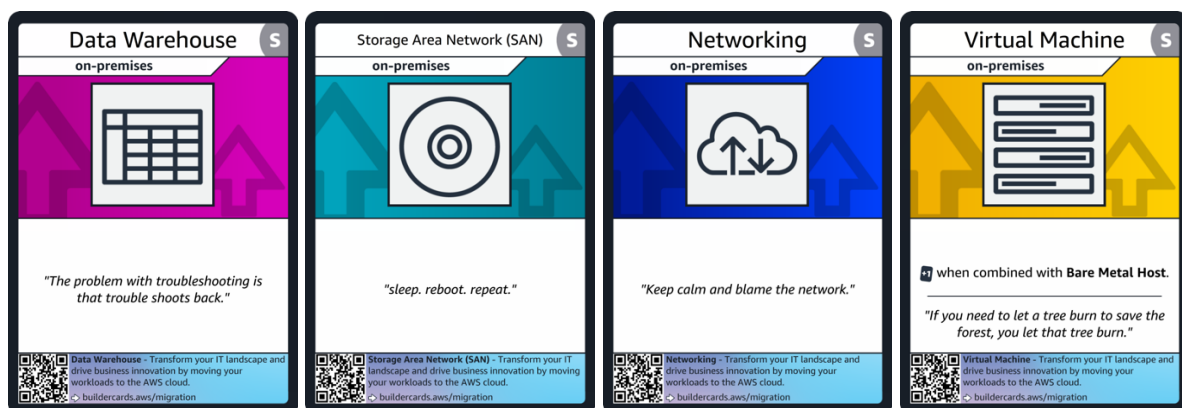 Data Warehouse S
on-premises
"The problem with troubleshooting is
that trouble shoots back."
Data Warehouse - Transform your IT landscape and
drive business innovation by moving your
workloads to the AWS cloud.
buildercards.aws/migration
Storage Area Network (SAN) S
on-premises
"sleep. reboot. repeat."
Storage Area Network (SAN) - Transform your IT
landscape and drive business innovation by moving
your workloads to the AWS cloud.
buildercards.aws/migration
Networking S
on-premises
"Keep calm and blame the network."
Networking - Transform your IT landscape and
drive business innovation by moving your
workloads to the AWS cloud.
buildercards.aws/migration
Virtual Machine S
on-premises
+1 when combined with Bare Metal Host.
"If you need to let a tree burn to save the
forest, you let that tree burn."
Virtual Machine - Transform your IT landscape and
drive business innovation by moving your
workloads to the AWS cloud.
buildercards.aws/migration